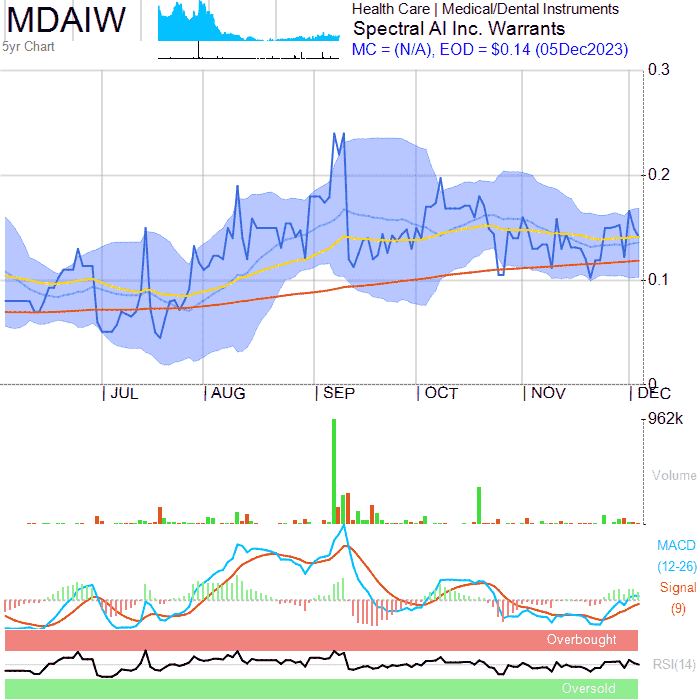 MDAIW
5yr Chart
Health Care | Medical/Dental Instruments
Spectral AI Inc. Warrants
MC = (N/A), EOD = $0.14 (05Dec2023)
0.3
0.2
0.1
0
JUL AUG SEP OCT NOV DEC
962k
Volume
MACD
(12-26)
Signal
(9)
Overbought
RSI(14)
Oversold